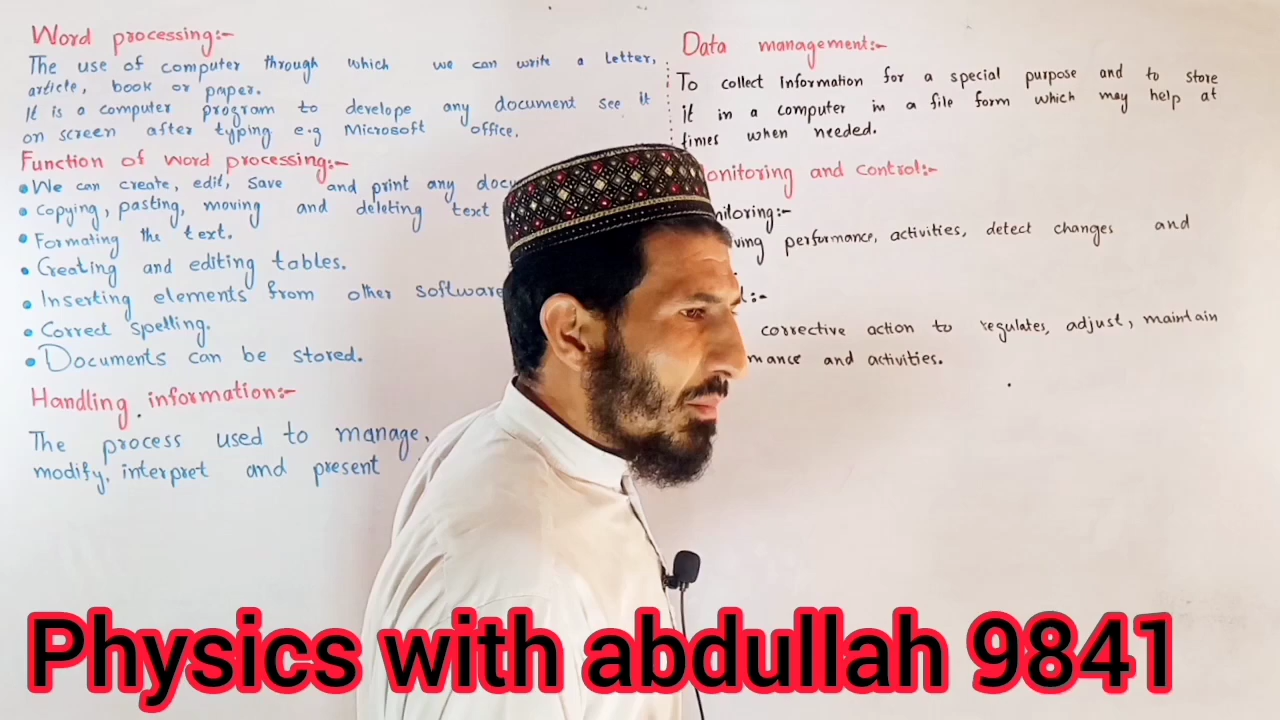 Word processing:-
The use of computer through which we can write a letter,
article, book or paper.
It is a computer program to develope any document see it
on screen after typing e.g Microsoft office.
Function of word processing:-
We can create, edit, save and print any
Copying, pasting, moving and deleting text
Formating the text.
Creating and editing tables.
Inserting elements from other software
Correct spelling.
Documents can be stored.
Handling information:-
The process used to manage,
modify, interpret and present
Data management:-
To collect information for a special purpose and to store
it in a computer in a file form which may help at
times when needed.
and control:-
performance, activities, detect changes and
corrective action to regulates, adjust, maintain
and activities.
Physics with abdullah 9841